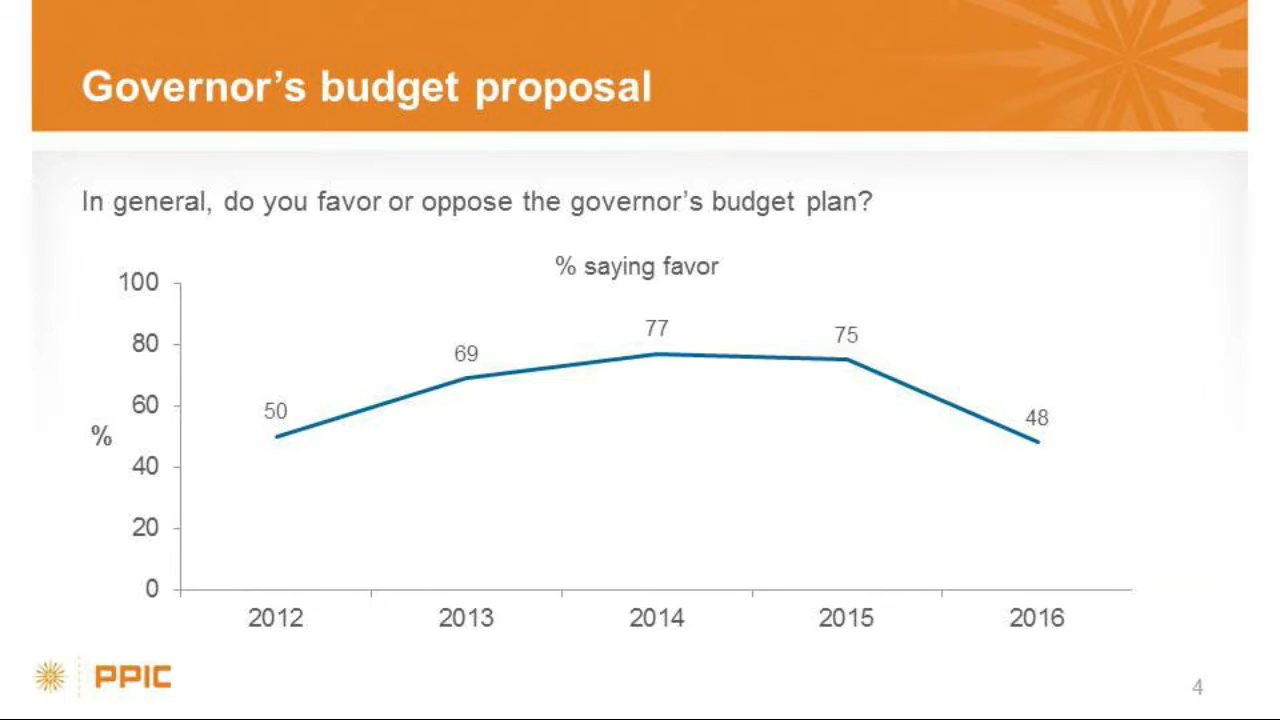 Governor’s budget proposal
In general, do you favor or oppose the governor’s budget plan?
% saying favor
100
80
60
%
40
20
0
50
69
77
75
48
2012 2013 2014 2015 2016
PPIC
4